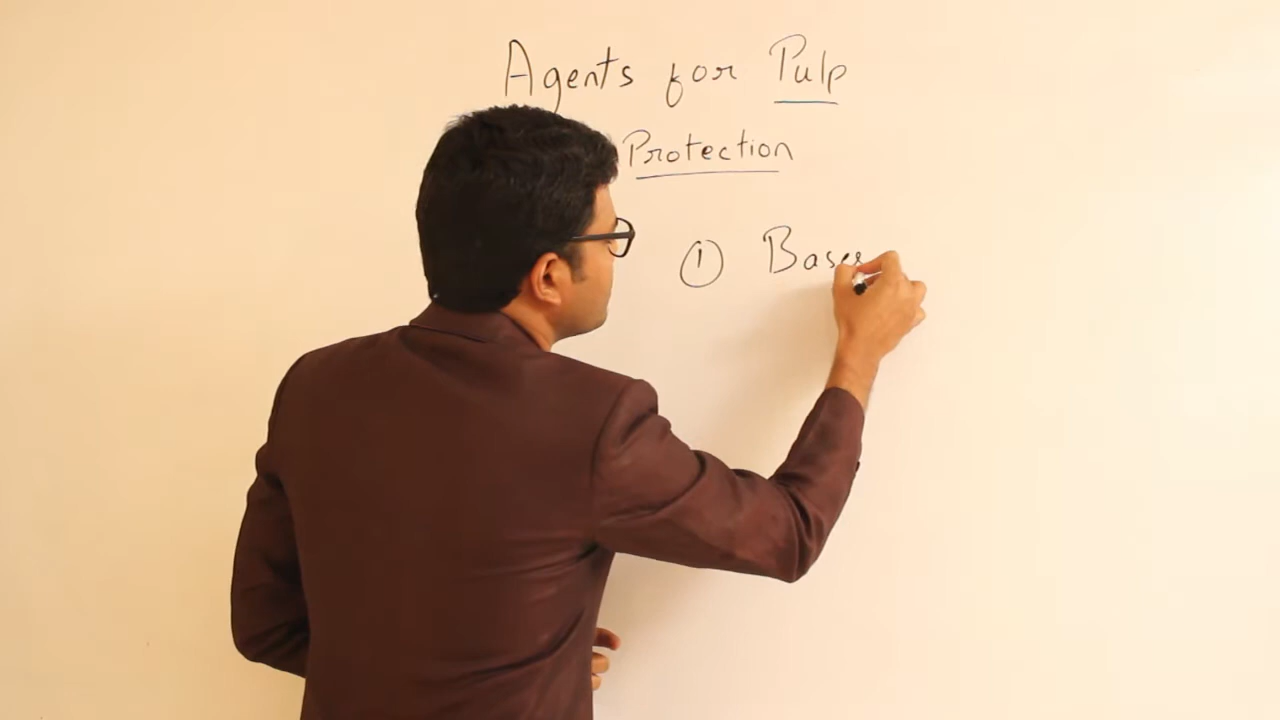 Agents for Pulp
Protection
① Bases